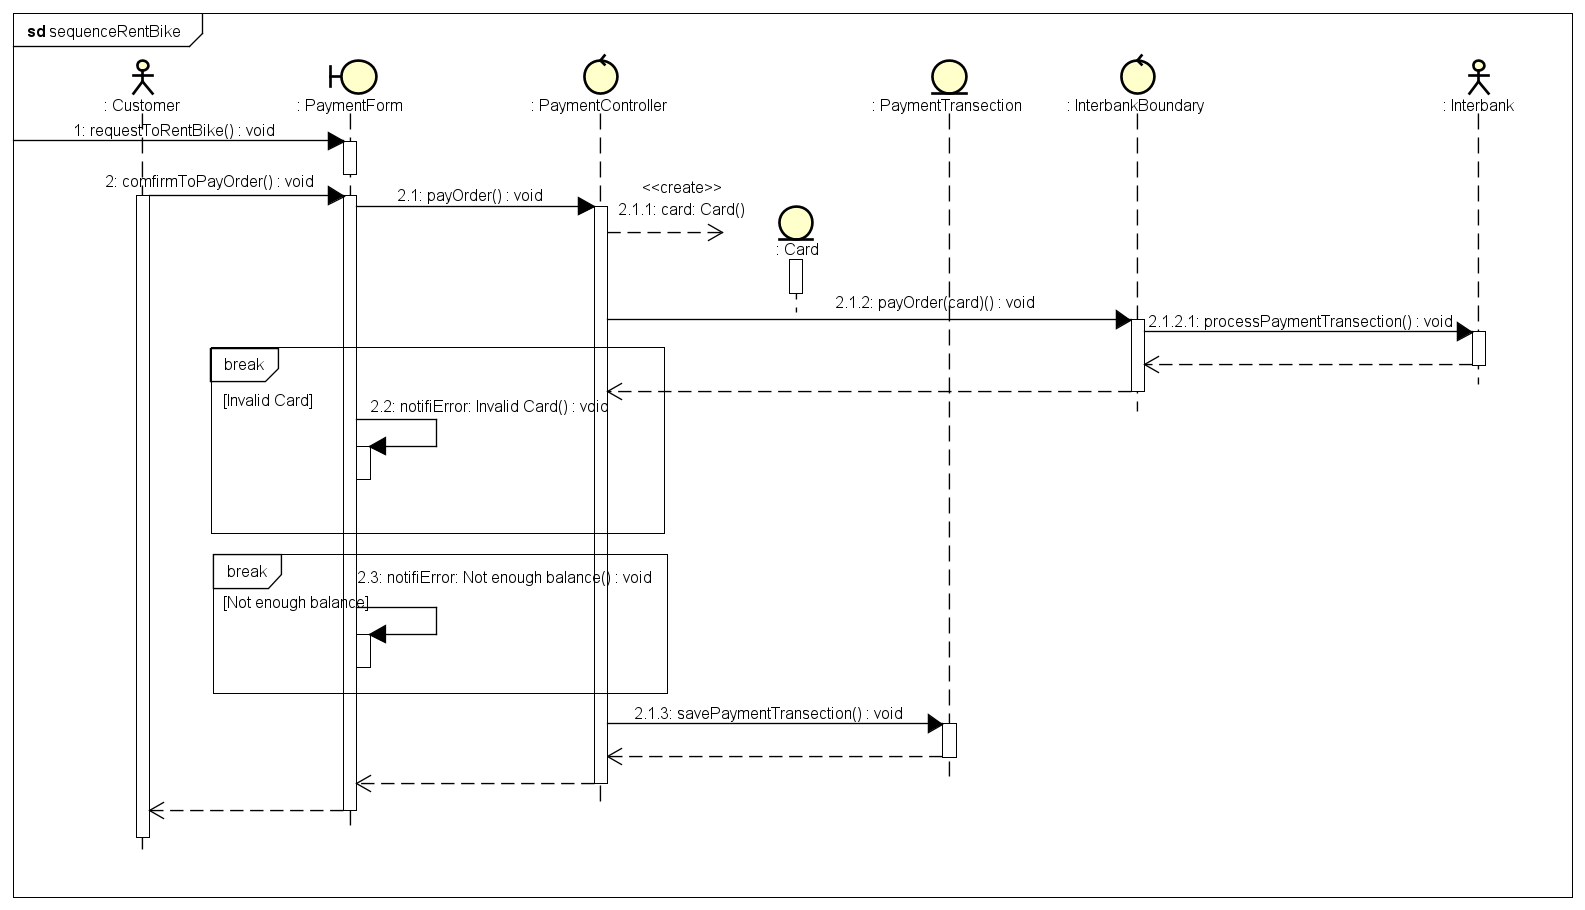 sd sequenceRentBike
: Customer
: PaymentForm
: PaymentController
: PaymentTransection
: InterbankBoundary
: Interbank
1: requestToRentBike() : void
2: comfirmToPayOrder() : void
2.1: payOrder() : void
<<create>>
2.1.1: card: Card()
: Card
2.1.2: payOrder(card)() : void
2.1.2.1: processPaymentTransection() : void
break
[Invalid Card]
2.2: notifiError: Invalid Card() : void
break
2.3: notifiError: Not enough balance() : void
[Not enough balance]
2.1.3: savePaymentTransection() : void